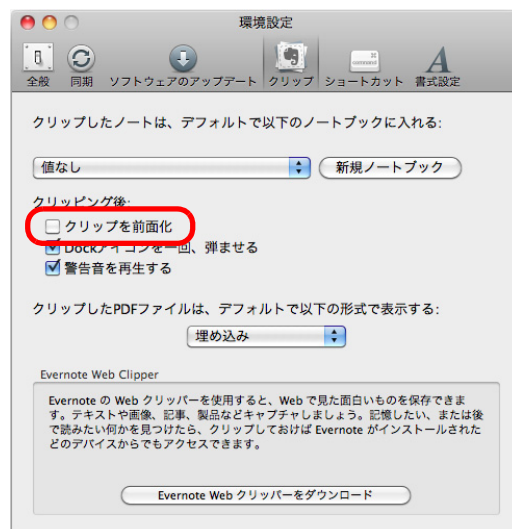 環境設定
全般 同期 ソフトウェアのアップデート クリップ ショートカット 書式設定
クリップしたノートは、デフォルトで以下のノートブックに入れる:
値なし 新規ノートブック
クリッピング後:
クリップを前面化
Dockアイコンを一回、弾ませる
警告音を再生する
クリップしたPDFファイルは、デフォルトで以下の形式で表示する:
埋め込み
Evernote Web Clipper
Evernote の Web クリッパーを使用すると、Web で見た面白いものを保存できま
す。テキストや画像、記事、製品などキャプチャしましょう。記憶したい、または後
で読みたい何かを見つけたら、クリップしておけば Evernote がインストールされた
どのデバイスからでもアクセスできます。
Evernote Web クリッパーをダウンロード